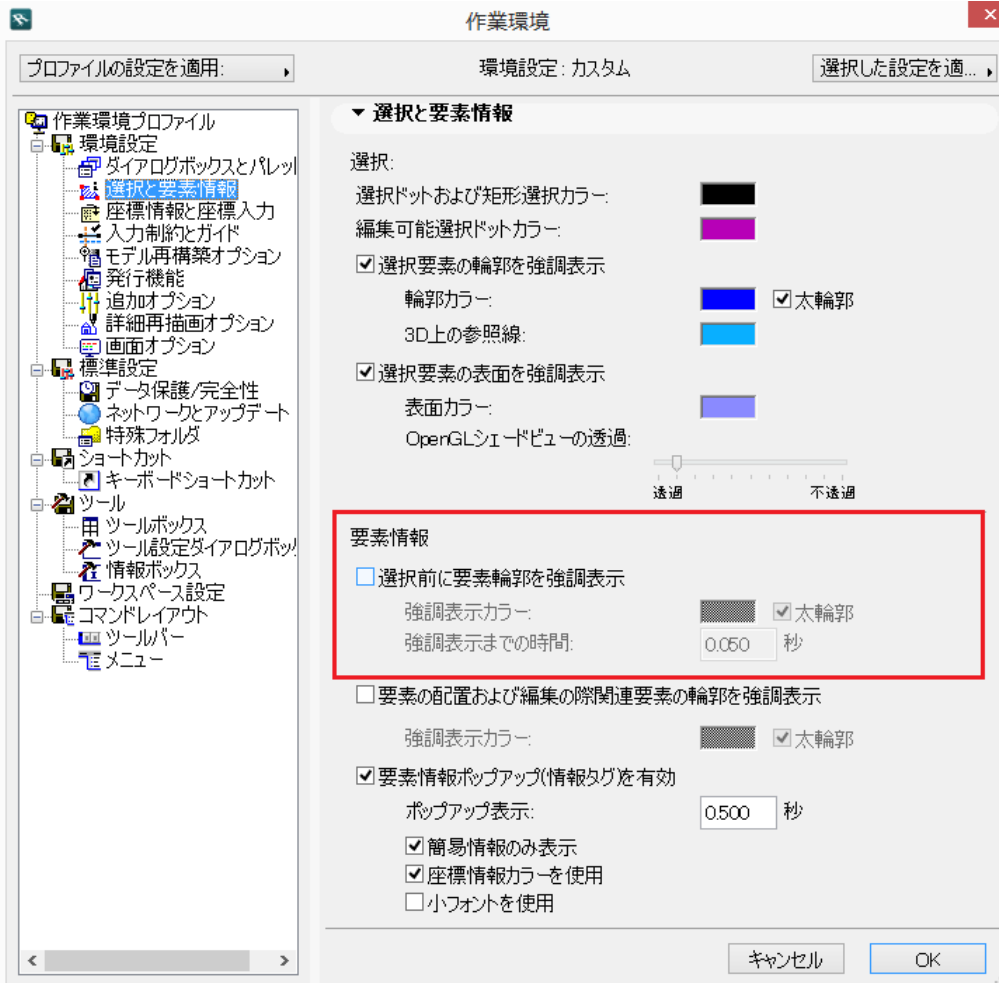 作業環境
プロファイルの設定を適用:
環境設定 : カスタム
選択した設定を適...
作業環境プロファイル
環境設定
ダイアログボックスとパレッ
選択と要素情報
座標情報と座標入力
入力制約とガイド
モデル再構築オプション
発行機能
追加オプション
詳細再描画オプション
画面オプション
標準設定
データ保護/完全性
ネットワークとアップデート
特殊フォルダ
ショートカット
キーボードショートカット
ツール
ツールボックス
ツール設定ダイアログボッ
情報ボックス
ワークスペース設定
コマンドレイアウト
ツールバー
メニュー
選択と要素情報
選択:
選択ドットおよび矩形選択カラー:
編集可能選択ドットカラー:
選択要素の輪郭を強調表示
輪郭カラー: 太輪郭
3D上の参照線:
選択要素の表面を強調表示
表面カラー:
OpenGLシェードビューの透過:
透過 不透過
要素情報
選択前に要素輪郭を強調表示
強調表示カラー: 太輪郭
強調表示までの時間: 0.050 秒
要素の配置および編集の際関連要素の輪郭を強調表示
強調表示カラー: 太輪郭
要素情報ポップアップ(情報タグ)を有効
ポップアップ表示: 0.500 秒
簡易情報のみ表示
座標情報カラーを使用
小フォントを使用
キャンセル OK